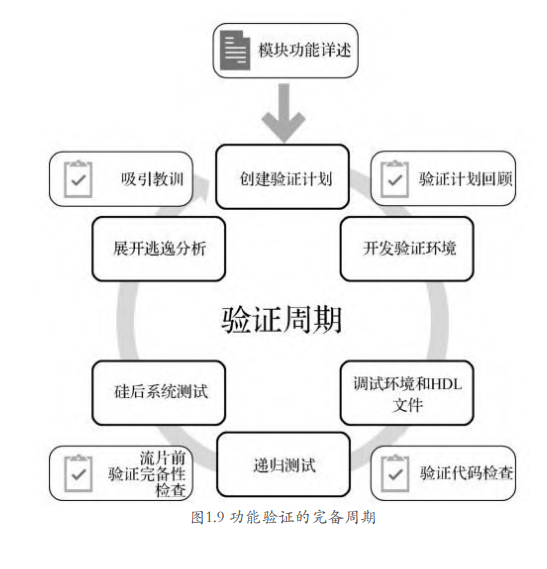 模块功能详述
创建验证计划
吸引教训
验证计划回顾
展开逃逸分析
开发验证环境
验证周期
硅后系统测试
调试环境和HDL
文件
流片前
验证完备性
检查
递归测试
验证代码检查
图1.9 功能验证的完备周期